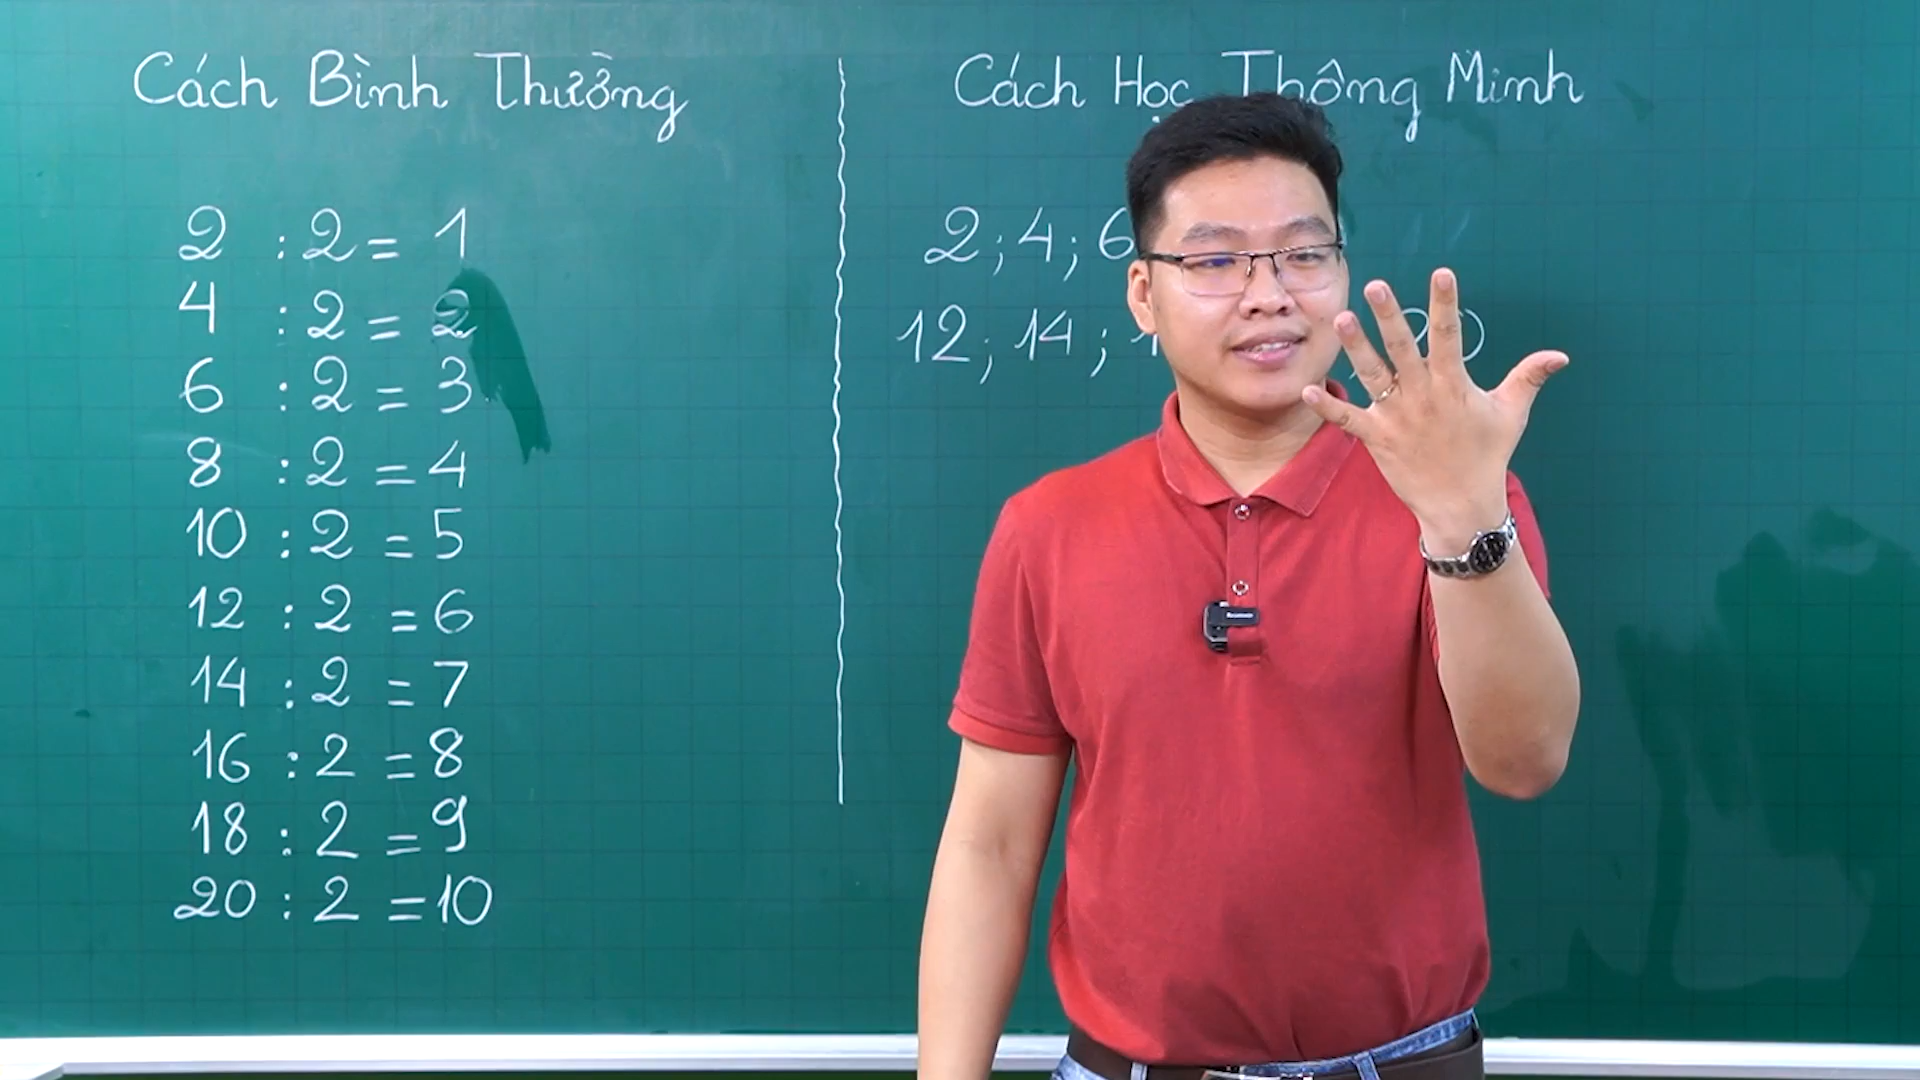 Cách Bình Thường
2 : 2 = 1
4 : 2 = 2
6 : 2 = 3
8 : 2 = 4
10 : 2 = 5
12 : 2 = 6
14 : 2 = 7
16 : 2 = 8
18 : 2 = 9
20 : 2 = 10
Cách Học Thông Minh
2; 4; 6
12; 14; 20